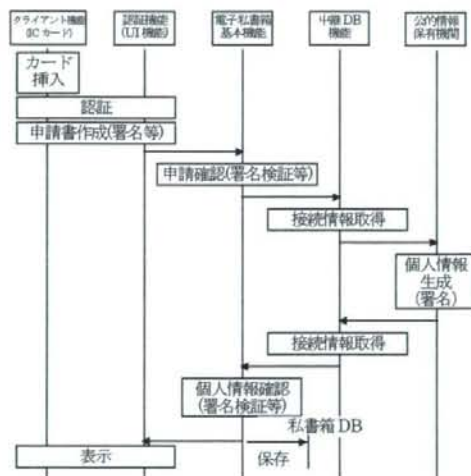 クライアント機能
(ICカード)
認証機能
(UI機能)
電子私書箱
基本機能
中継DB
機能
公的情報
保有機関
カード
挿入
認証
申請書作成(署名等)
申請確認(署名検証等)
接続情報取得
個人情報
生成
(署名)
接続情報取得
個人情報確認
(署名検証等)
私書箱DB
保存
表示